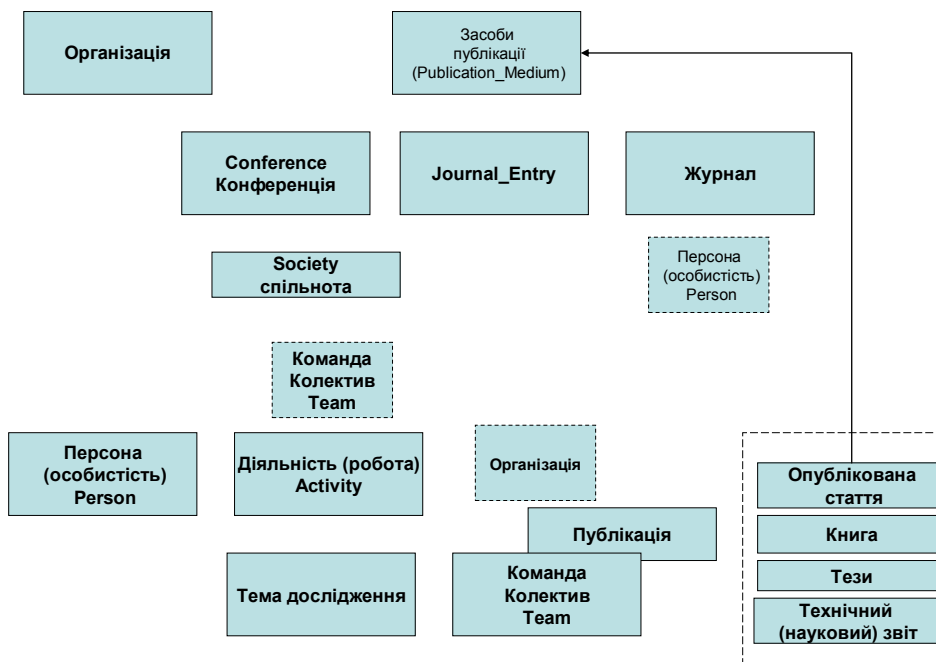 Організація
Засоби
публікації
(Publication_Medium)
Conference
Конференція
Journal_Entry
Журнал
Society
спільнота
Персона
(особистість)
Person
Команда
Колектив
Team
Персона
(особистість)
Person
Діяльність (робота)
Activity
Організація
Опублікована
стаття
Публікація
Книга
Тема дослідження
Команда
Колектив
Team
Тези
Технічний
(науковий) звіт